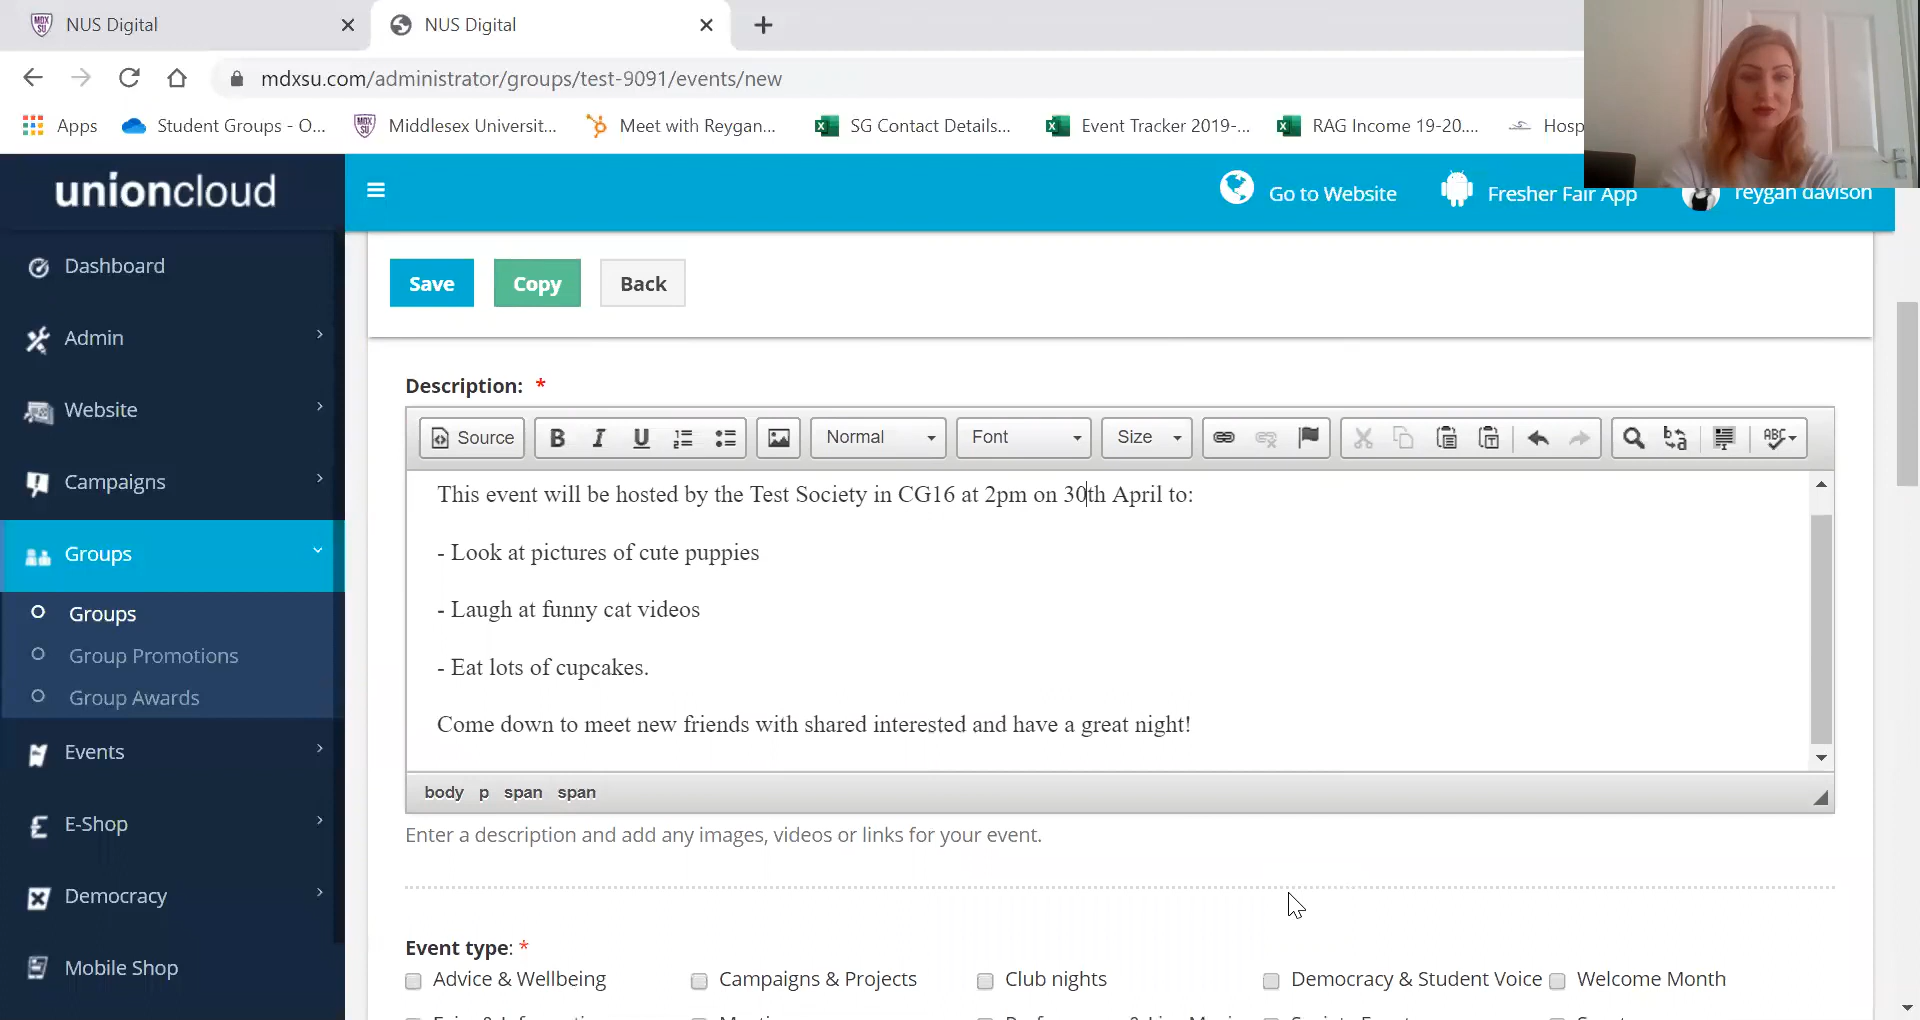 NUS Digital
NUS Digital
mdxsu.com/administrator/groups/test-9091/events/new
Apps
Student Groups - O...
Middlesex Universit...
Meet with Reygan...
SG Contact Details...
Event Tracker 2019-...
RAG Income 19-20....
Hosp
unioncloud
Go to Website
Fresher Fair App
reygan davison
Dashboard
Admin
Website
Campaigns
Groups
Groups
Group Promotions
Group Awards
Events
E-Shop
Democracy
Mobile Shop
Save
Copy
Back
Description: *
Source
B I U
Normal
Font
Size
ABC
This event will be hosted by the Test Society in CG16 at 2pm on 30th April to:
- Look at pictures of cute puppies
- Laugh at funny cat videos
- Eat lots of cupcakes.
Come down to meet new friends with shared interested and have a great night!
body p span span
Enter a description and add any images, videos or links for your event.
Event type: *
Advice & Wellbeing
Campaigns & Projects
Club nights
Democracy & Student Voice
Welcome Month